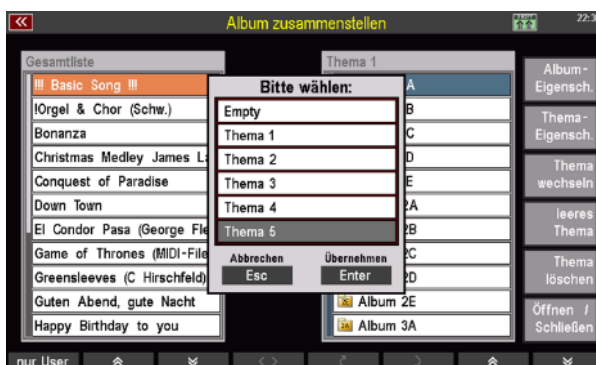 Album zusammenstellen
22:3
Gesamtliste
!!! Basic Song !!!
!Orgel & Chor (Schw.)
Bonanza
Christmas Medley James L
Conquest of Paradise
Down Town
El Condor Pasa (George Fle
Game of Thrones (MIDI-File
Greensleeves (C Hirschfeld)
Guten Abend, gute Nacht
Happy Birthday to you
Bitte wählen:
Empty
Thema 1
Thema 2
Thema 3
Thema 4
Thema 5
Abbrechen
Esc
Übernehmen
Enter
Thema 1
A
B
C
D
E
2A
2B
2C
2D
Album 2E
Album 3A
Album-
Eigensch.
Thema-
Eigensch.
Thema
wechseln
leeres
Thema
Thema
löschen
Öffnen /
Schließen
nur User